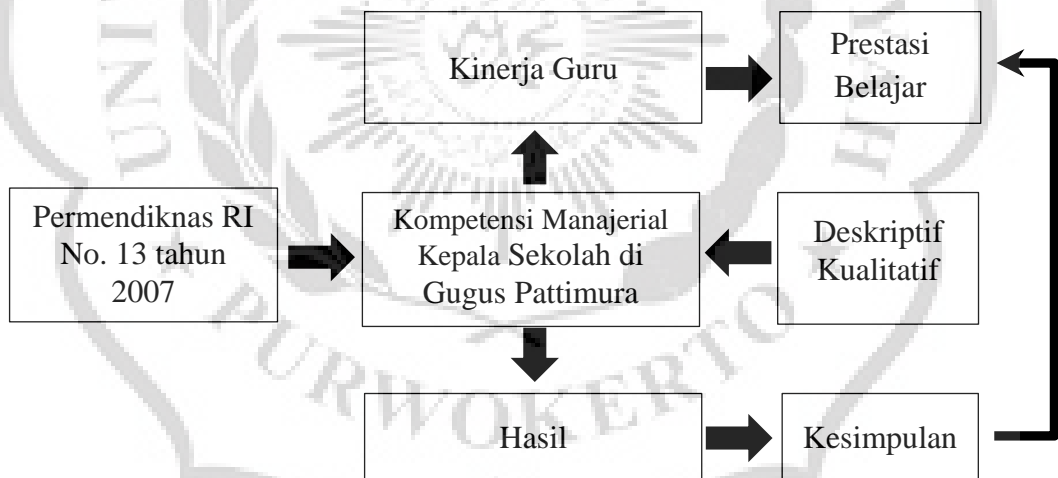 Kinerja Guru
Prestasi
Belajar
Permendiknas RI
No. 13 tahun
2007
Kompetensi Manajerial
Kepala Sekolah di
Gugus Pattimura
Deskriptif
Kualitatif
Hasil
Kesimpulan
PURWOKERTO